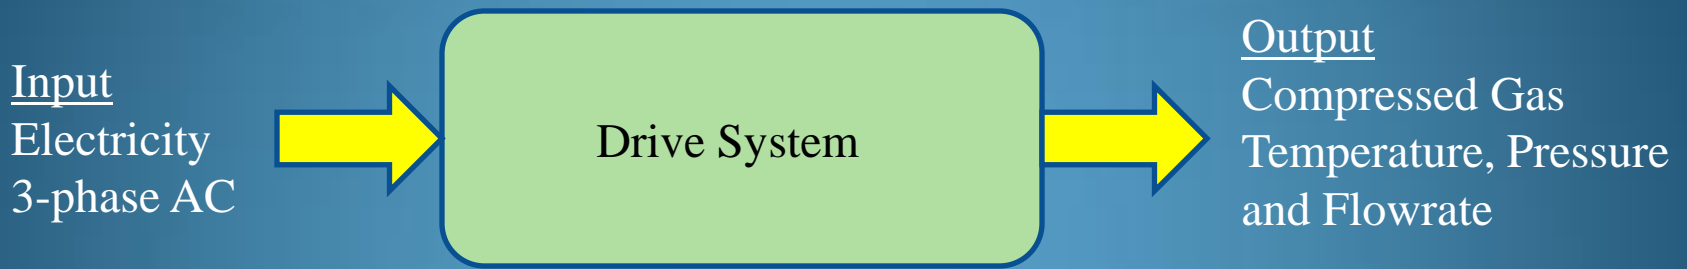 Input
Electricity
3-phase AC
Drive System
Output
Compressed Gas
Temperature, Pressure
and Flowrate